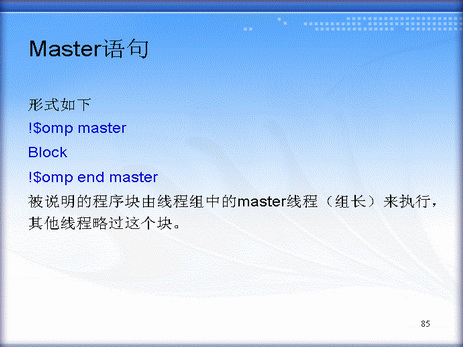 Master语句
形式如下
!$omp master
Block
!$omp end master
被说明的程序块由线程组中的master线程（组长）来执行，
其他线程略过这个块。
85